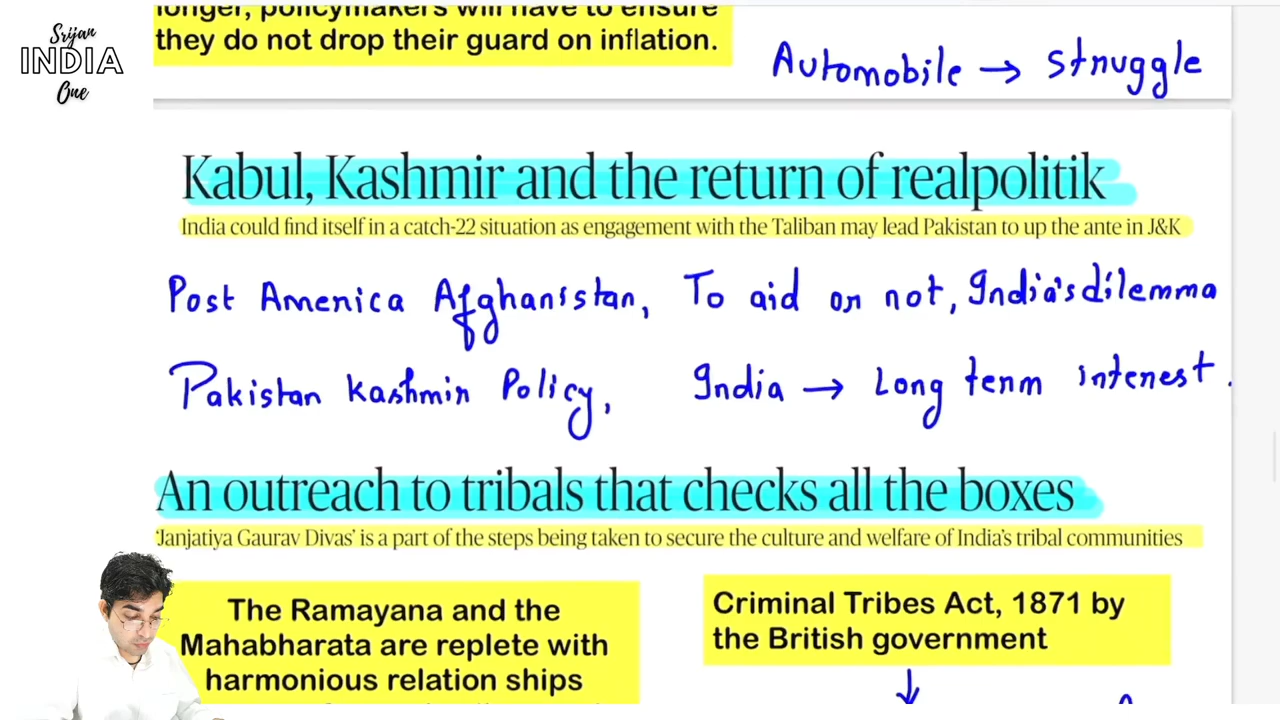 Srijan
INDIA
One
longer, policymakers will have to ensure
they do not drop their guard on inflation.
Automobile → struggle
Kabul, Kashmir and the return of realpolitik
India could find itself in a catch-22 situation as engagement with the Taliban may lead Pakistan to up the ante in J&K
Post America Afghanistan, To aid or not, India's dilemma
Pakistan Kashmir Policy, India → Long term interest.
An outreach to tribals that checks all the boxes
'Janjatiya Gaurav Divas' is a part of the steps being taken to secure the culture and welfare of India's tribal communities
The Ramayana and the
Mahabharata are replete with
harmonious relation ships
Criminal Tribes Act, 1871 by
the British government